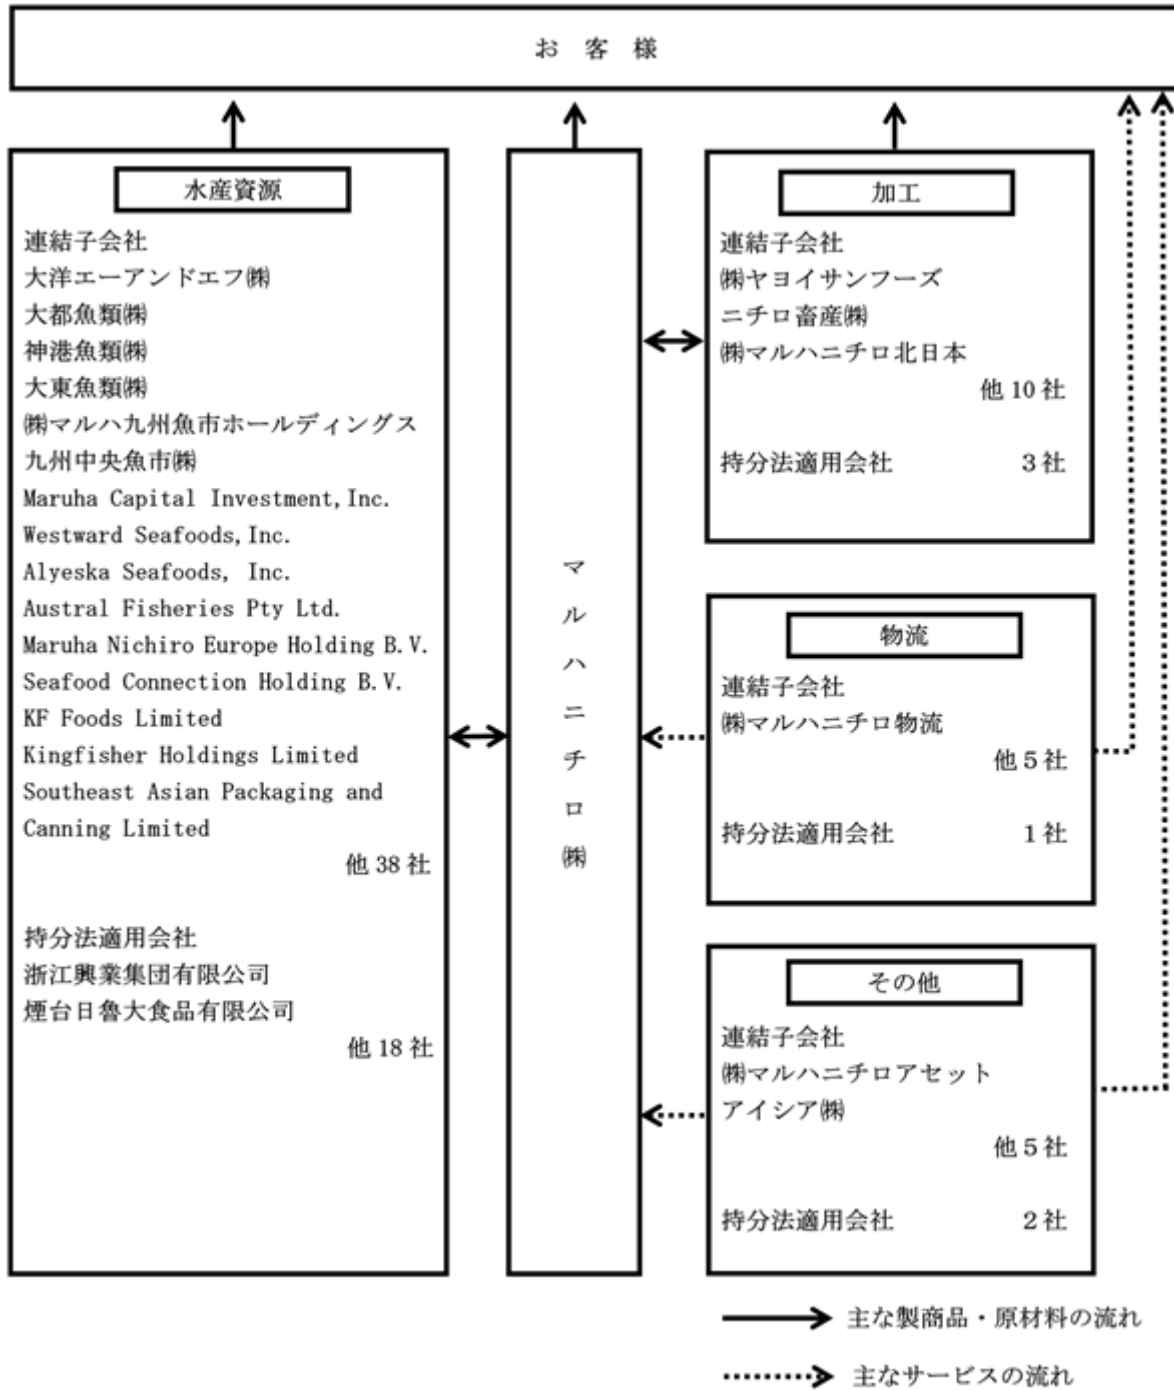 お 客 様
水産資源
連結子会社
大洋エーアンドエフ㈱
大都魚類㈱
神港魚類㈱
大東魚類㈱
㈱マルハ九州魚市ホールディングス
九州中央魚市㈱
Maruha Capital Investment,Inc.
Westward Seafoods,Inc.
Alyeska Seafoods, Inc.
Austral Fisheries Pty Ltd.
Maruha Nichiro Europe Holding B.V.
Seafood Connection Holding B.V.
KF Foods Limited
Kingfisher Holdings Limited
Southeast Asian Packaging and
Canning Limited
他 38 社
持分法適用会社
浙江興業集団有限公司
煙台日魯大食品有限公司
他 18 社
マルハニチロ㈱
加工
連結子会社
㈱ヤヨイサンフーズ
ニチロ畜産㈱
㈱マルハニチロ北日本
他 10 社
持分法適用会社 3 社
物流
連結子会社
㈱マルハニチロ物流
他 5 社
持分法適用会社 1 社
その他
連結子会社
㈱マルハニチロアセット
アイシア㈱
他 5 社
持分法適用会社 2 社
主な製商品・原材料の流れ
主なサービスの流れ